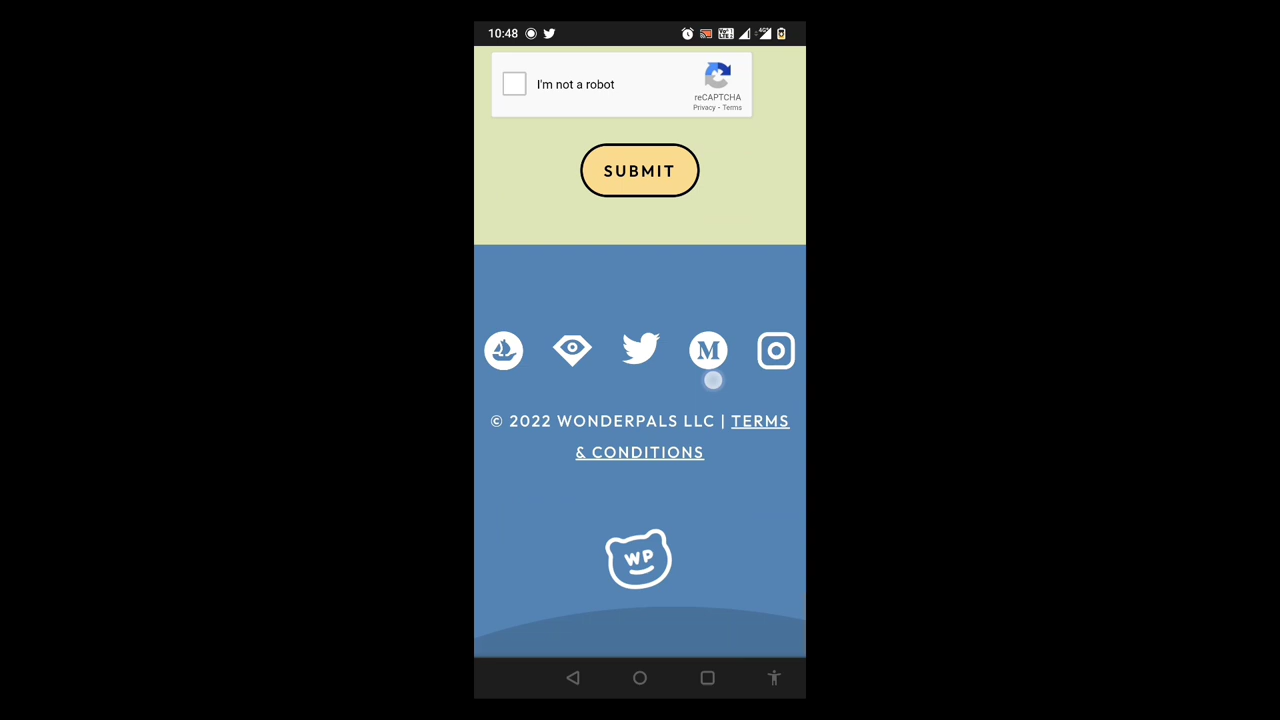 10:48
I'm not a robot
reCAPTCHA
Privacy - Terms
SUBMIT
M
© 2022 WONDERPALS LLC | TERMS
& CONDITIONS
WP